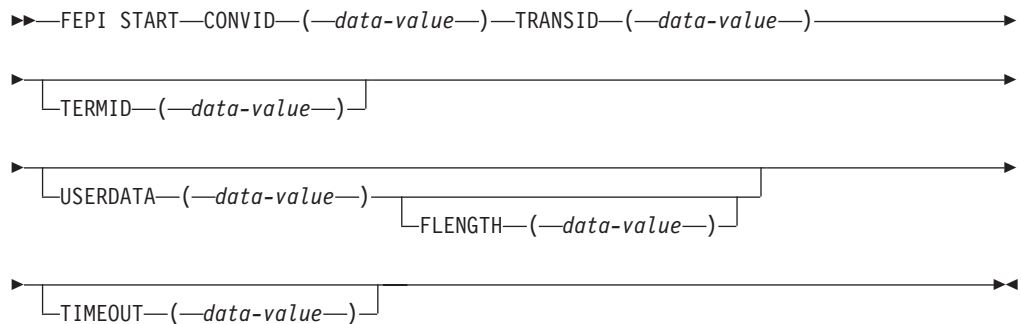 FEPI START CONVID ( data-value ) TRANSID ( data-value )
TERMID ( data-value )
USERDATA ( data-value )
FLENGTH ( data-value )
TIMEOUT ( data-value )